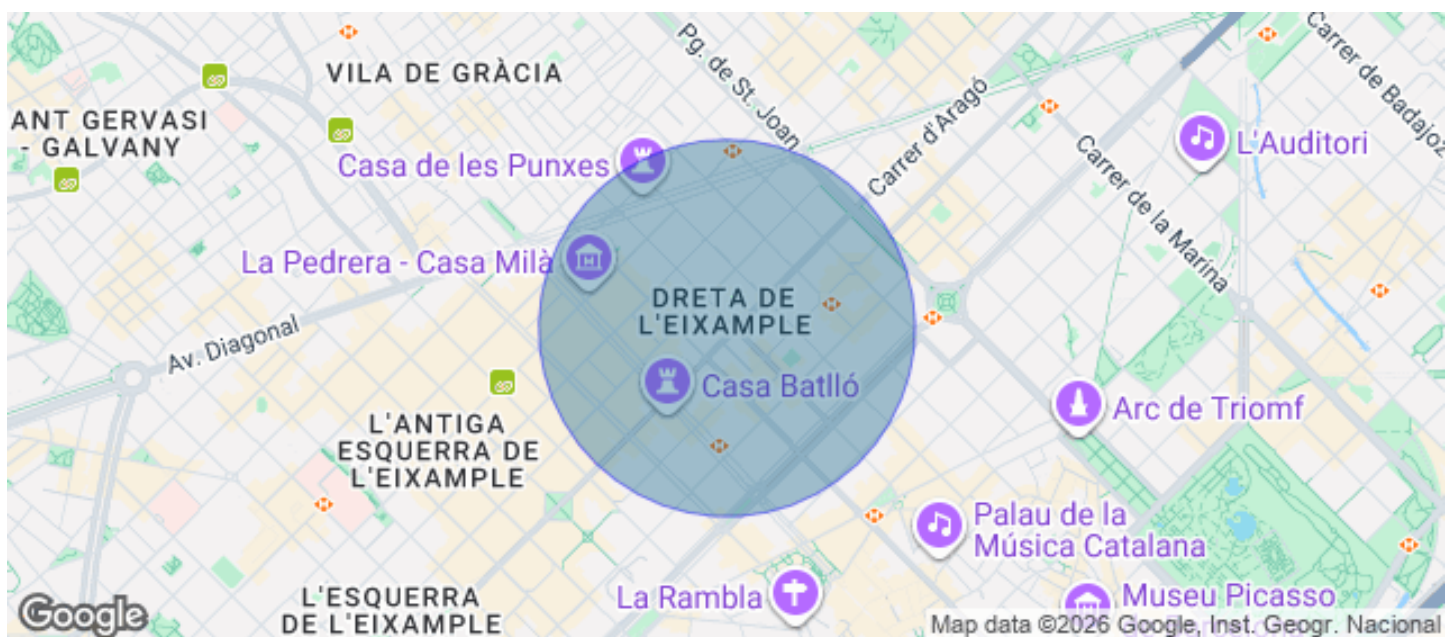 Pg. de St. Joan
Carrer de Badajoz
VILA DE GRÀCIA
ANT GERVASI
- GALVANY
Carrer d'Aragó
L'Auditori
Casa de les Punxes
Carrer de la Marina
La Pedrera - Casa Milà
DRETA DE
L'EIXAMPLE
Av. Diagonal
Casa Batlló
Arc de Triomf
L'ANTIGA
ESQUERRA DE
L'EIXAMPLE
Palau de la
Música Catalana
La Rambla
L'ESQUERRA
DE L'EIXAMPLE
Museu Picasso
Google
Map data ©2026 Google, Inst. Geogr. Nacional